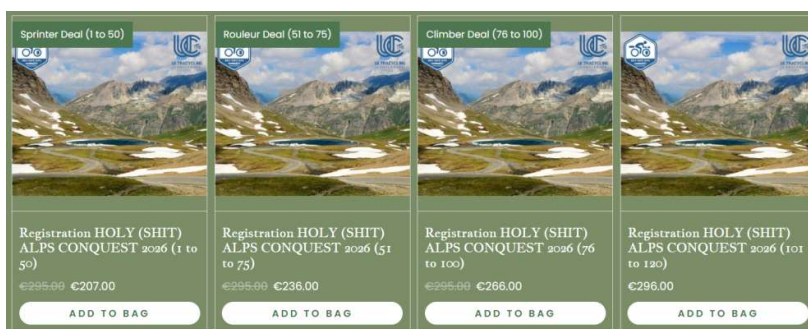 Sprinter Deal (1 to 50)
Registration HOLY (SHIT)
ALPS CONQUEST 2026 (1 to
50)
€295.00 €207.00
ADD TO BAG
Rouleur Deal (51 to 75)
Registration HOLY (SHIT)
ALPS CONQUEST 2026 (51
to 75)
€295.00 €236.00
ADD TO BAG
Climber Deal (76 to 100)
Registration HOLY (SHIT)
ALPS CONQUEST 2026 (76
to 100)
€295.00 €266.00
ADD TO BAG
Registration HOLY (SHIT)
ALPS CONQUEST 2026 (101
to 120)
€296.00
ADD TO BAG